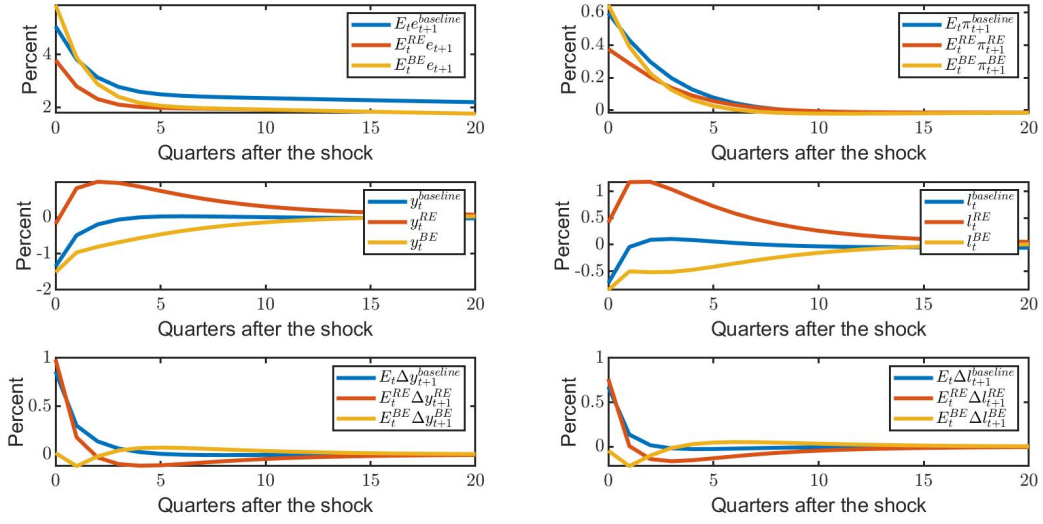 Percent
4
2
0
5
10
15
20
Quarters after the shock
E_t e_{t+1}^{baseline}
E_t^{RE} e_{t+1}
E_t^{BE} e_{t+1}
Percent
0.6
0.4
0.2
0
0
5
10
15
20
Quarters after the shock
E_t π_{t+1}^{baseline}
E_t^{RE} π_{t+1}^{RE}
E_t^{BE} π_{t+1}^{BE}
Percent
1
0
-1
-2
0
5
10
15
20
Quarters after the shock
y_t^{baseline}
y_t^{RE}
y_t^{BE}
Percent
1
0.5
0
-0.5
0
5
10
15
20
Quarters after the shock
l_t^{baseline}
l_t^{RE}
l_t^{BE}
Percent
1
0.5
0
0
5
10
15
20
Quarters after the shock
E_t Δy_{t+1}^{baseline}
E_t^{RE} Δy_{t+1}^{RE}
E_t^{BE} Δy_{t+1}^{BE}
Percent
1
0.5
0
0
5
10
15
20
Quarters after the shock
E_t Δl_{t+1}^{baseline}
E_t^{RE} Δl_{t+1}^{RE}
E_t^{BE} Δl_{t+1}^{BE}